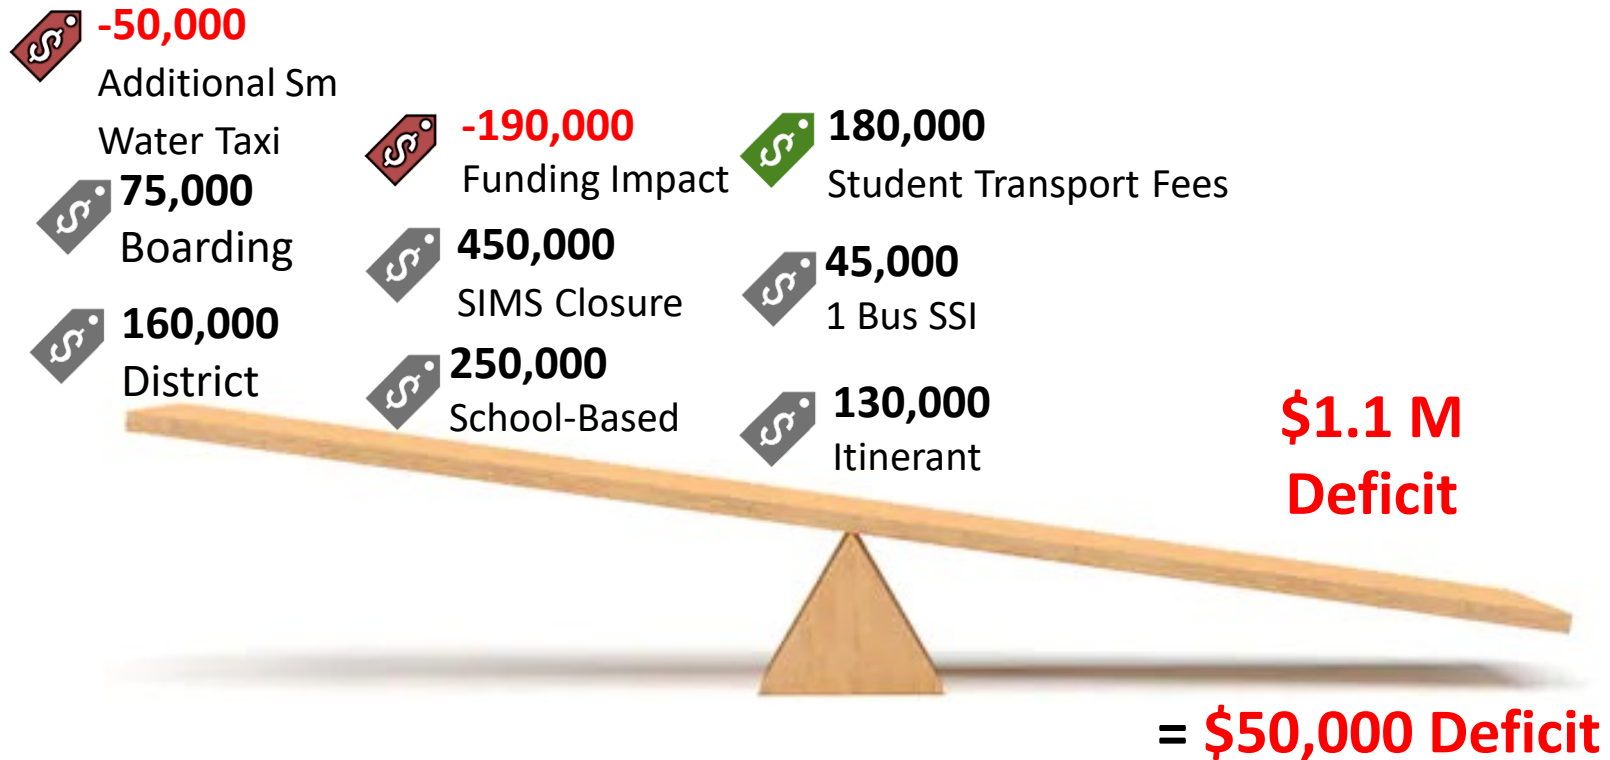 -50,000
Additional Sm
Water Taxi
75,000
Boarding
160,000
District
-190,000
Funding Impact
450,000
SIMS Closure
250,000
School-Based
180,000
Student Transport Fees
45,000
1 Bus SSI
130,000
Itinerant
$1.1 M
Deficit
= $50,000 Deficit